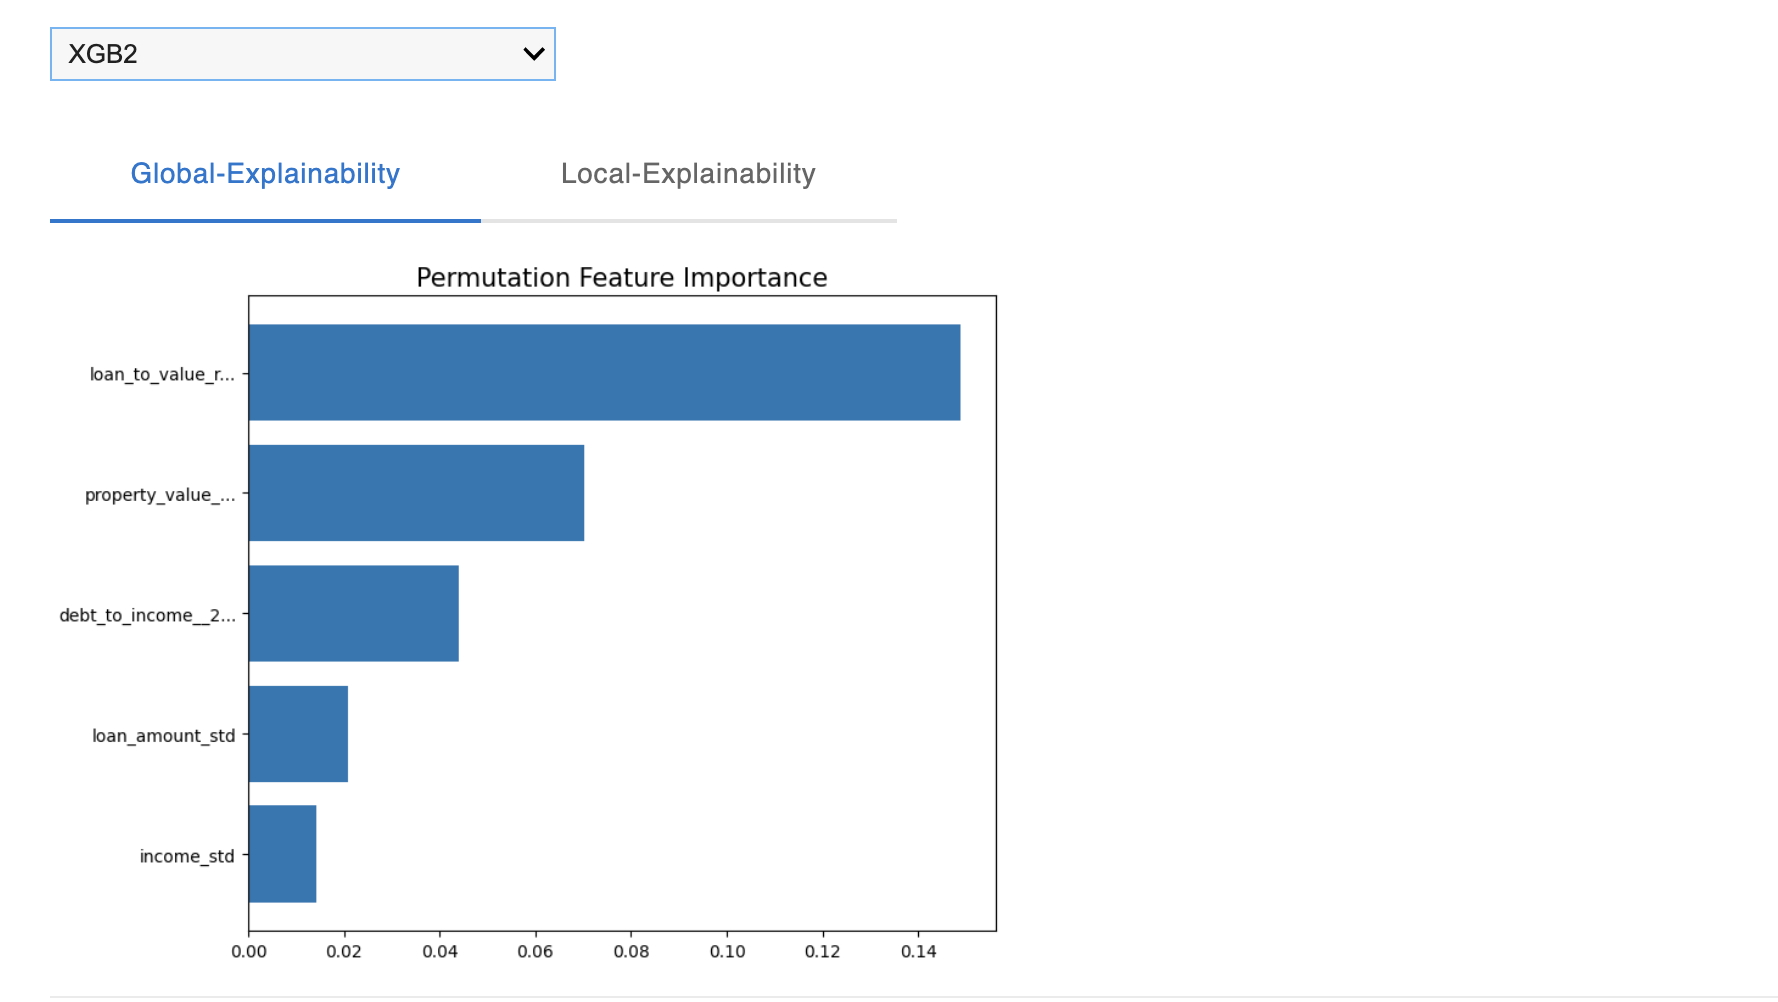 XGB2
Global-Explainability Local-Explainability
Permutation Feature Importance
loan_to_value_r...
property_value_...
debt_to_income__2...
loan_amount_std
income_std
0.00 0.02 0.04 0.06 0.08 0.10 0.12 0.14